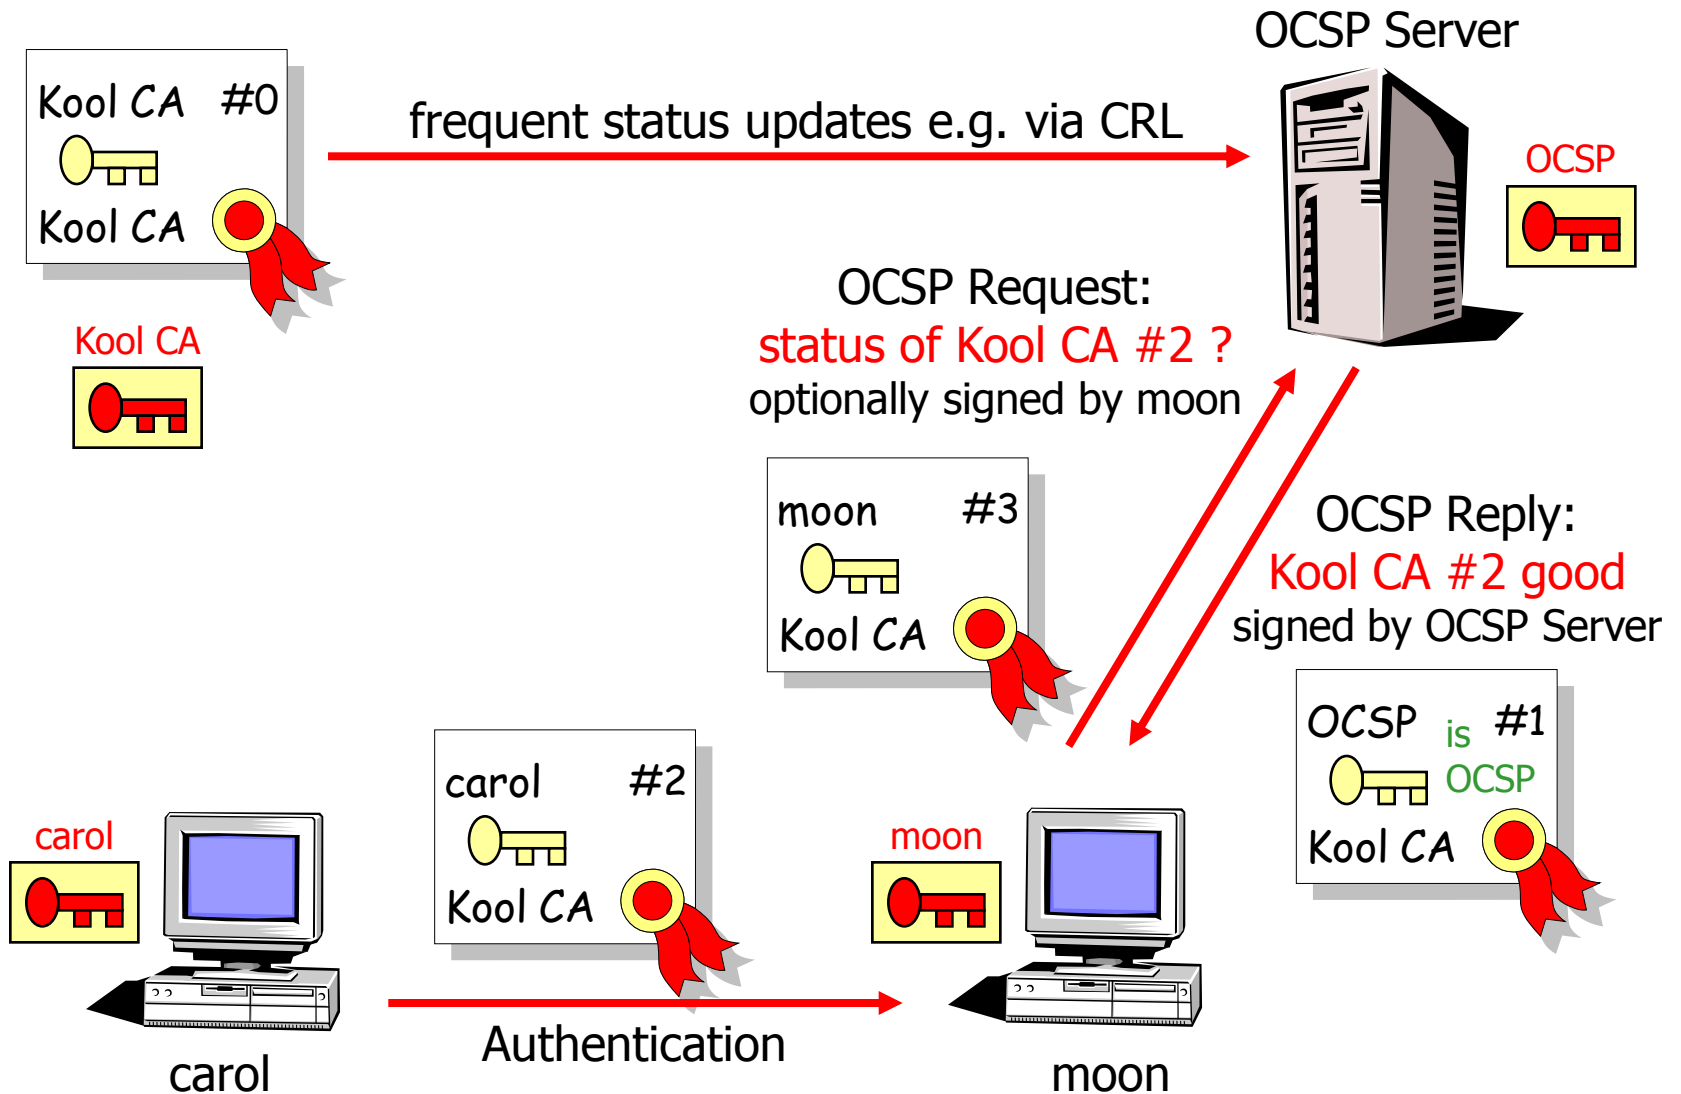 OCSP Server
Kool CA #0
Kool CA
frequent status updates e.g. via CRL
OCSP
Kool CA
OCSP Request:
status of Kool CA #2 ?
optionally signed by moon
moon #3
Kool CA
OCSP Reply:
Kool CA #2 good
signed by OCSP Server
OCSP is #1
OCSP
Kool CA
carol
carol #2
Kool CA
moon
Authentication
carol
moon